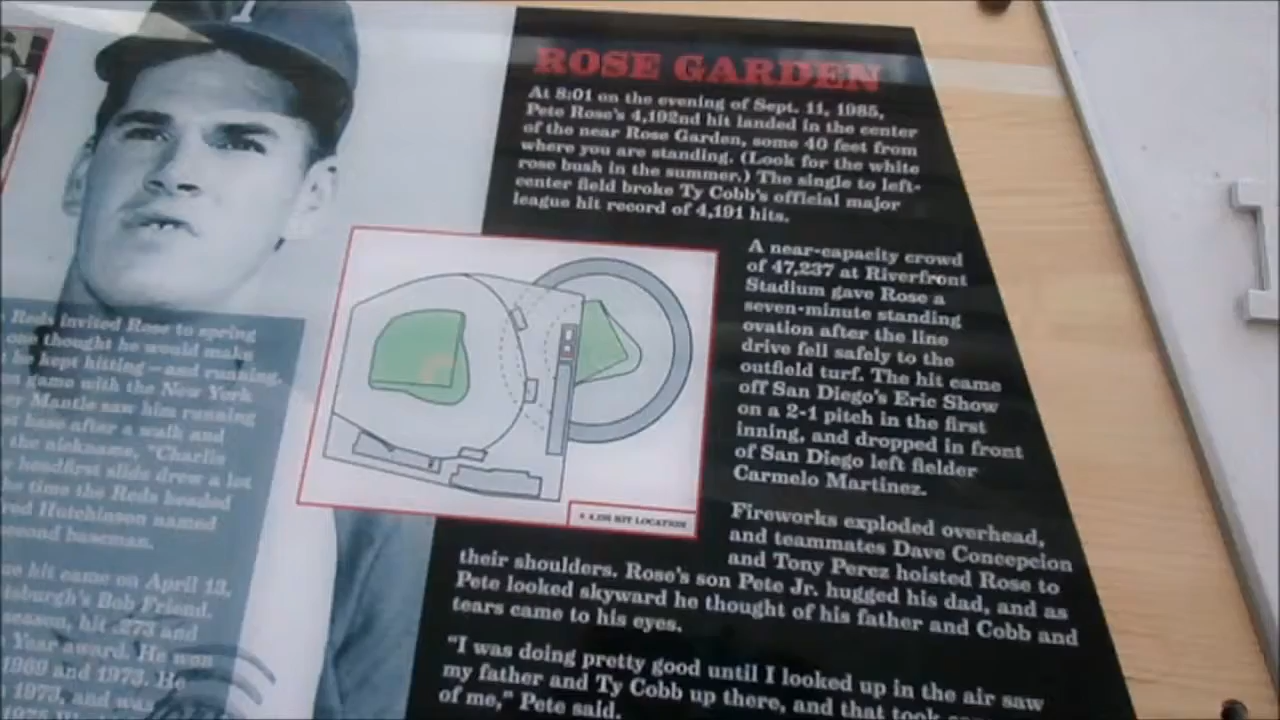 ROSE GARDEN
At 8:01 on the evening of Sept. 11, 1985,
Pete Rose's 4,192nd hit landed in the center
of the near Rose Garden, some 40 feet from
where you are standing. (Look for the white
rose bush in the summer.) The single to left-
center field broke Ty Cobb's official major
league hit record of 4,191 hits.
A near-capacity crowd
of 47,237 at Riverfront
Stadium gave Rose a
seven-minute standing
ovation after the line
drive fell safely to the
outfield turf. The hit came
off San Diego's Eric Show
on a 2-1 pitch in the first
inning, and dropped in front
of San Diego left fielder
Carmelo Martinez.
Fireworks exploded overhead,
and teammates Dave Concepcion
and Tony Perez hoisted Rose to
their shoulders. Rose's son Pete Jr. hugged his dad, and as
Pete looked skyward he thought of his father and Cobb and
tears came to his eyes.
"I was doing pretty good until I looked up in the air saw
my father and Ty Cobb up there, and that took
of me," Pete said.
HIT LOCATION
Reds invited Rose to spring
thought he would make
he kept hitting – and running.
game with the New York
Mantle saw him running
base after a walk and
the nickname, "Charlie
headfirst slide drew a lot
time the Reds headed
Hutchinson named
second baseman.
hit came on April 13,
Bob Friend.
season, hit .273 and
Year award. He won
1969 and 1973. He
1973, and was
1975 World
1